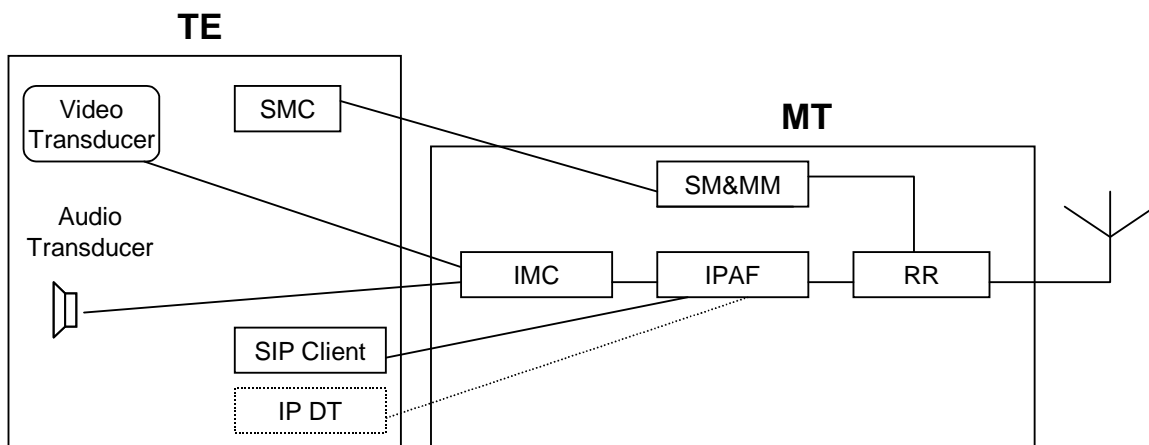 TE
Video
Transducer
SMC
MT
SM&MM
Audio
Transducer
IMC
IPAF
RR
SIP Client
IP DT